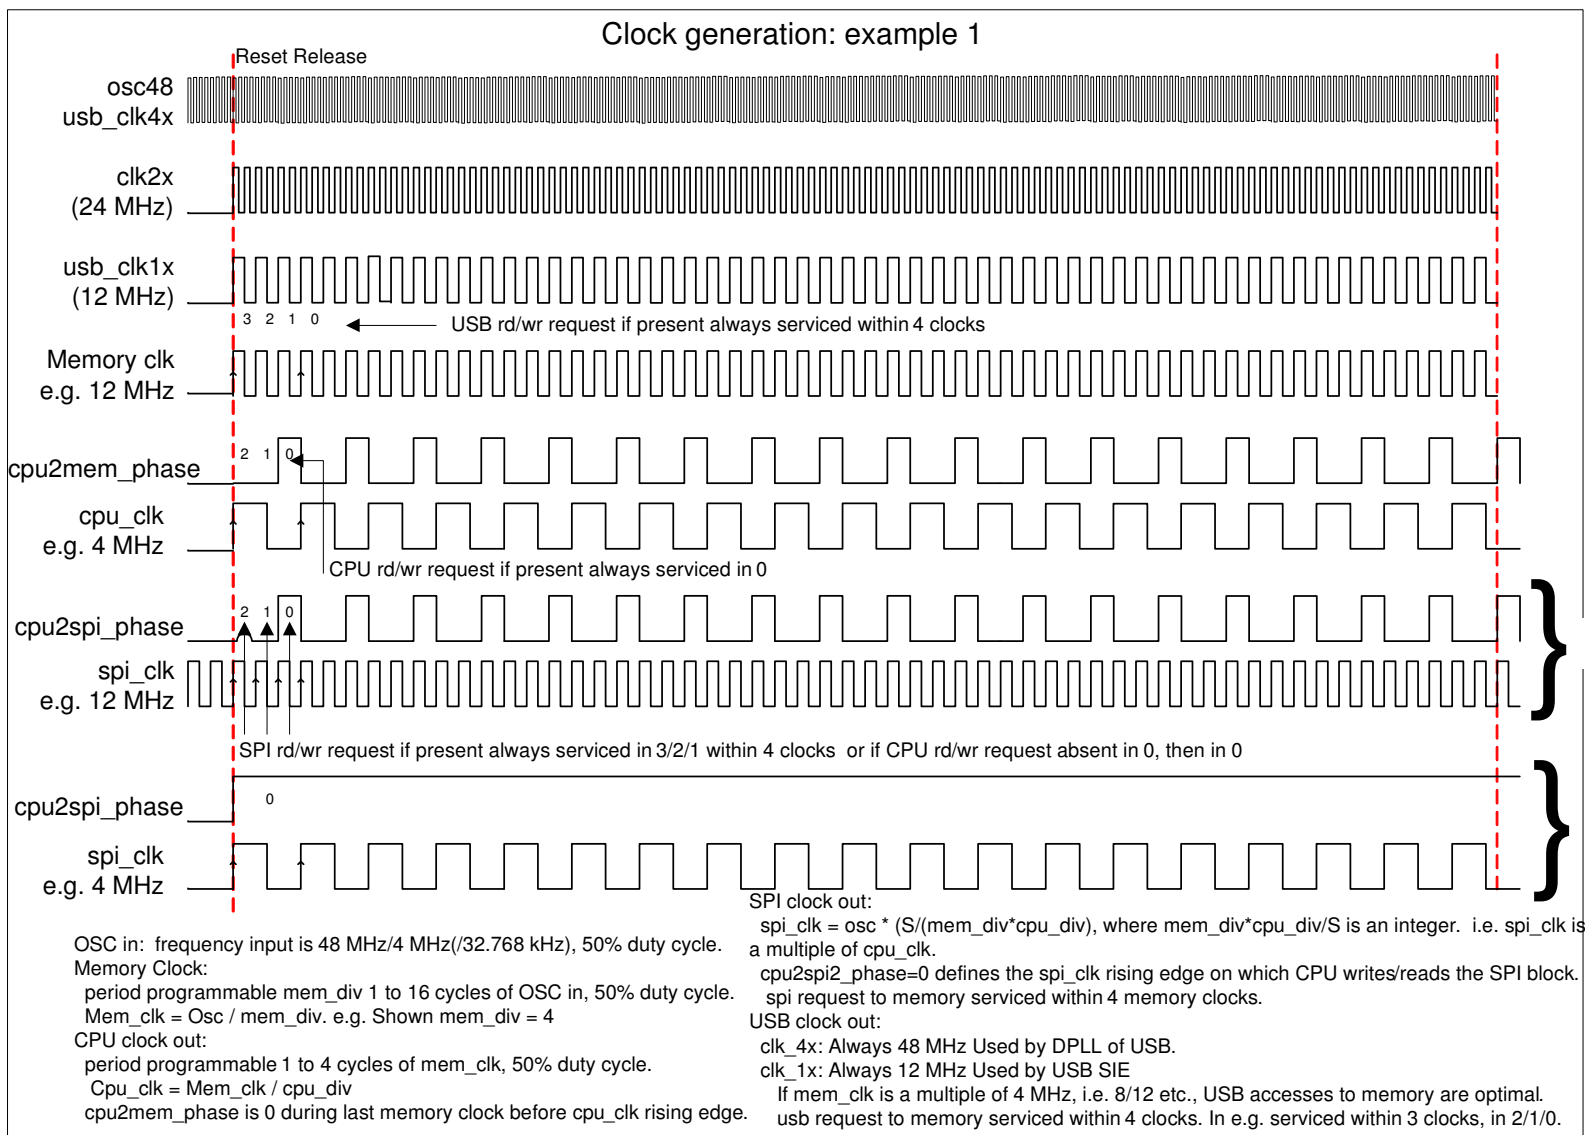 Clock generation: example 1
Reset Release
osc48
usb_clk4x
clk2x
(24 MHz)
usb_clk1x
(12 MHz)
3 2 1 0
USB rd/wr request if present always serviced within 4 clocks
Memory clk
e.g. 12 MHz
2 1 0
cpu2mem_phase
cpu_clk
e.g. 4 MHz
CPU rd/wr request if present always serviced in 0
2 1 0
cpu2spi_phase
spi_clk
e.g. 12 MHz
SPI rd/wr request if present always serviced in 3/2/1 within 4 clocks or if CPU rd/wr request absent in 0, then in 0
cpu2spi_phase
0
spi_clk
e.g. 4 MHz
OSC in: frequency input is 48 MHz/4 MHz(/32.768 kHz), 50% duty cycle.
Memory Clock:
period programmable mem_div 1 to 16 cycles of OSC in, 50% duty cycle.
Mem_clk = Osc / mem_div. e.g. Shown mem_div = 4
CPU clock out:
period programmable 1 to 4 cycles of mem_clk, 50% duty cycle.
Cpu_clk = Mem_clk / cpu_div
cpu2mem_phase is 0 during last memory clock before cpu_clk rising edge.
SPI clock out:
spi_clk = osc * (S/(mem_div*cpu_div), where mem_div*cpu_div/S is an integer. i.e. spi_clk is
a multiple of cpu_clk.
cpu2spi2_phase=0 defines the spi_clk rising edge on which CPU writes/reads the SPI block.
spi request to memory serviced within 4 memory clocks.
USB clock out:
clk_4x: Always 48 MHz Used by DPLL of USB.
clk_1x: Always 12 MHz Used by USB SIE
If mem_clk is a multiple of 4 MHz, i.e. 8/12 etc., USB accesses to memory are optimal.
usb request to memory serviced within 4 clocks. In e.g. serviced within 3 clocks, in 2/1/0.